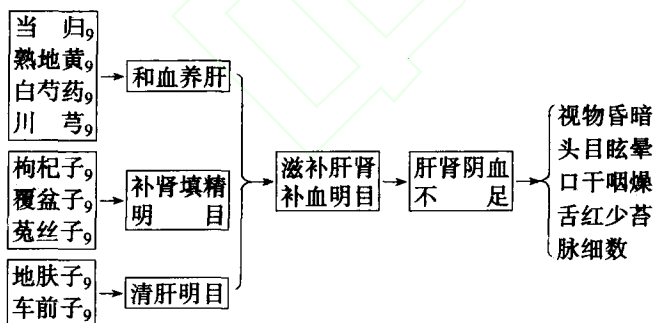 当　归9
熟地黄9
白芍药9
川　芎9
和血养肝
枸杞子9
覆盆子9
菟丝子9
补肾填精
明　目
地肤子9
车前子9
清肝明目
滋补肝肾
补血明目
肝肾阴血
不　足
视物昏暗
头目眩晕
口干咽燥
舌红少苔
脉细数